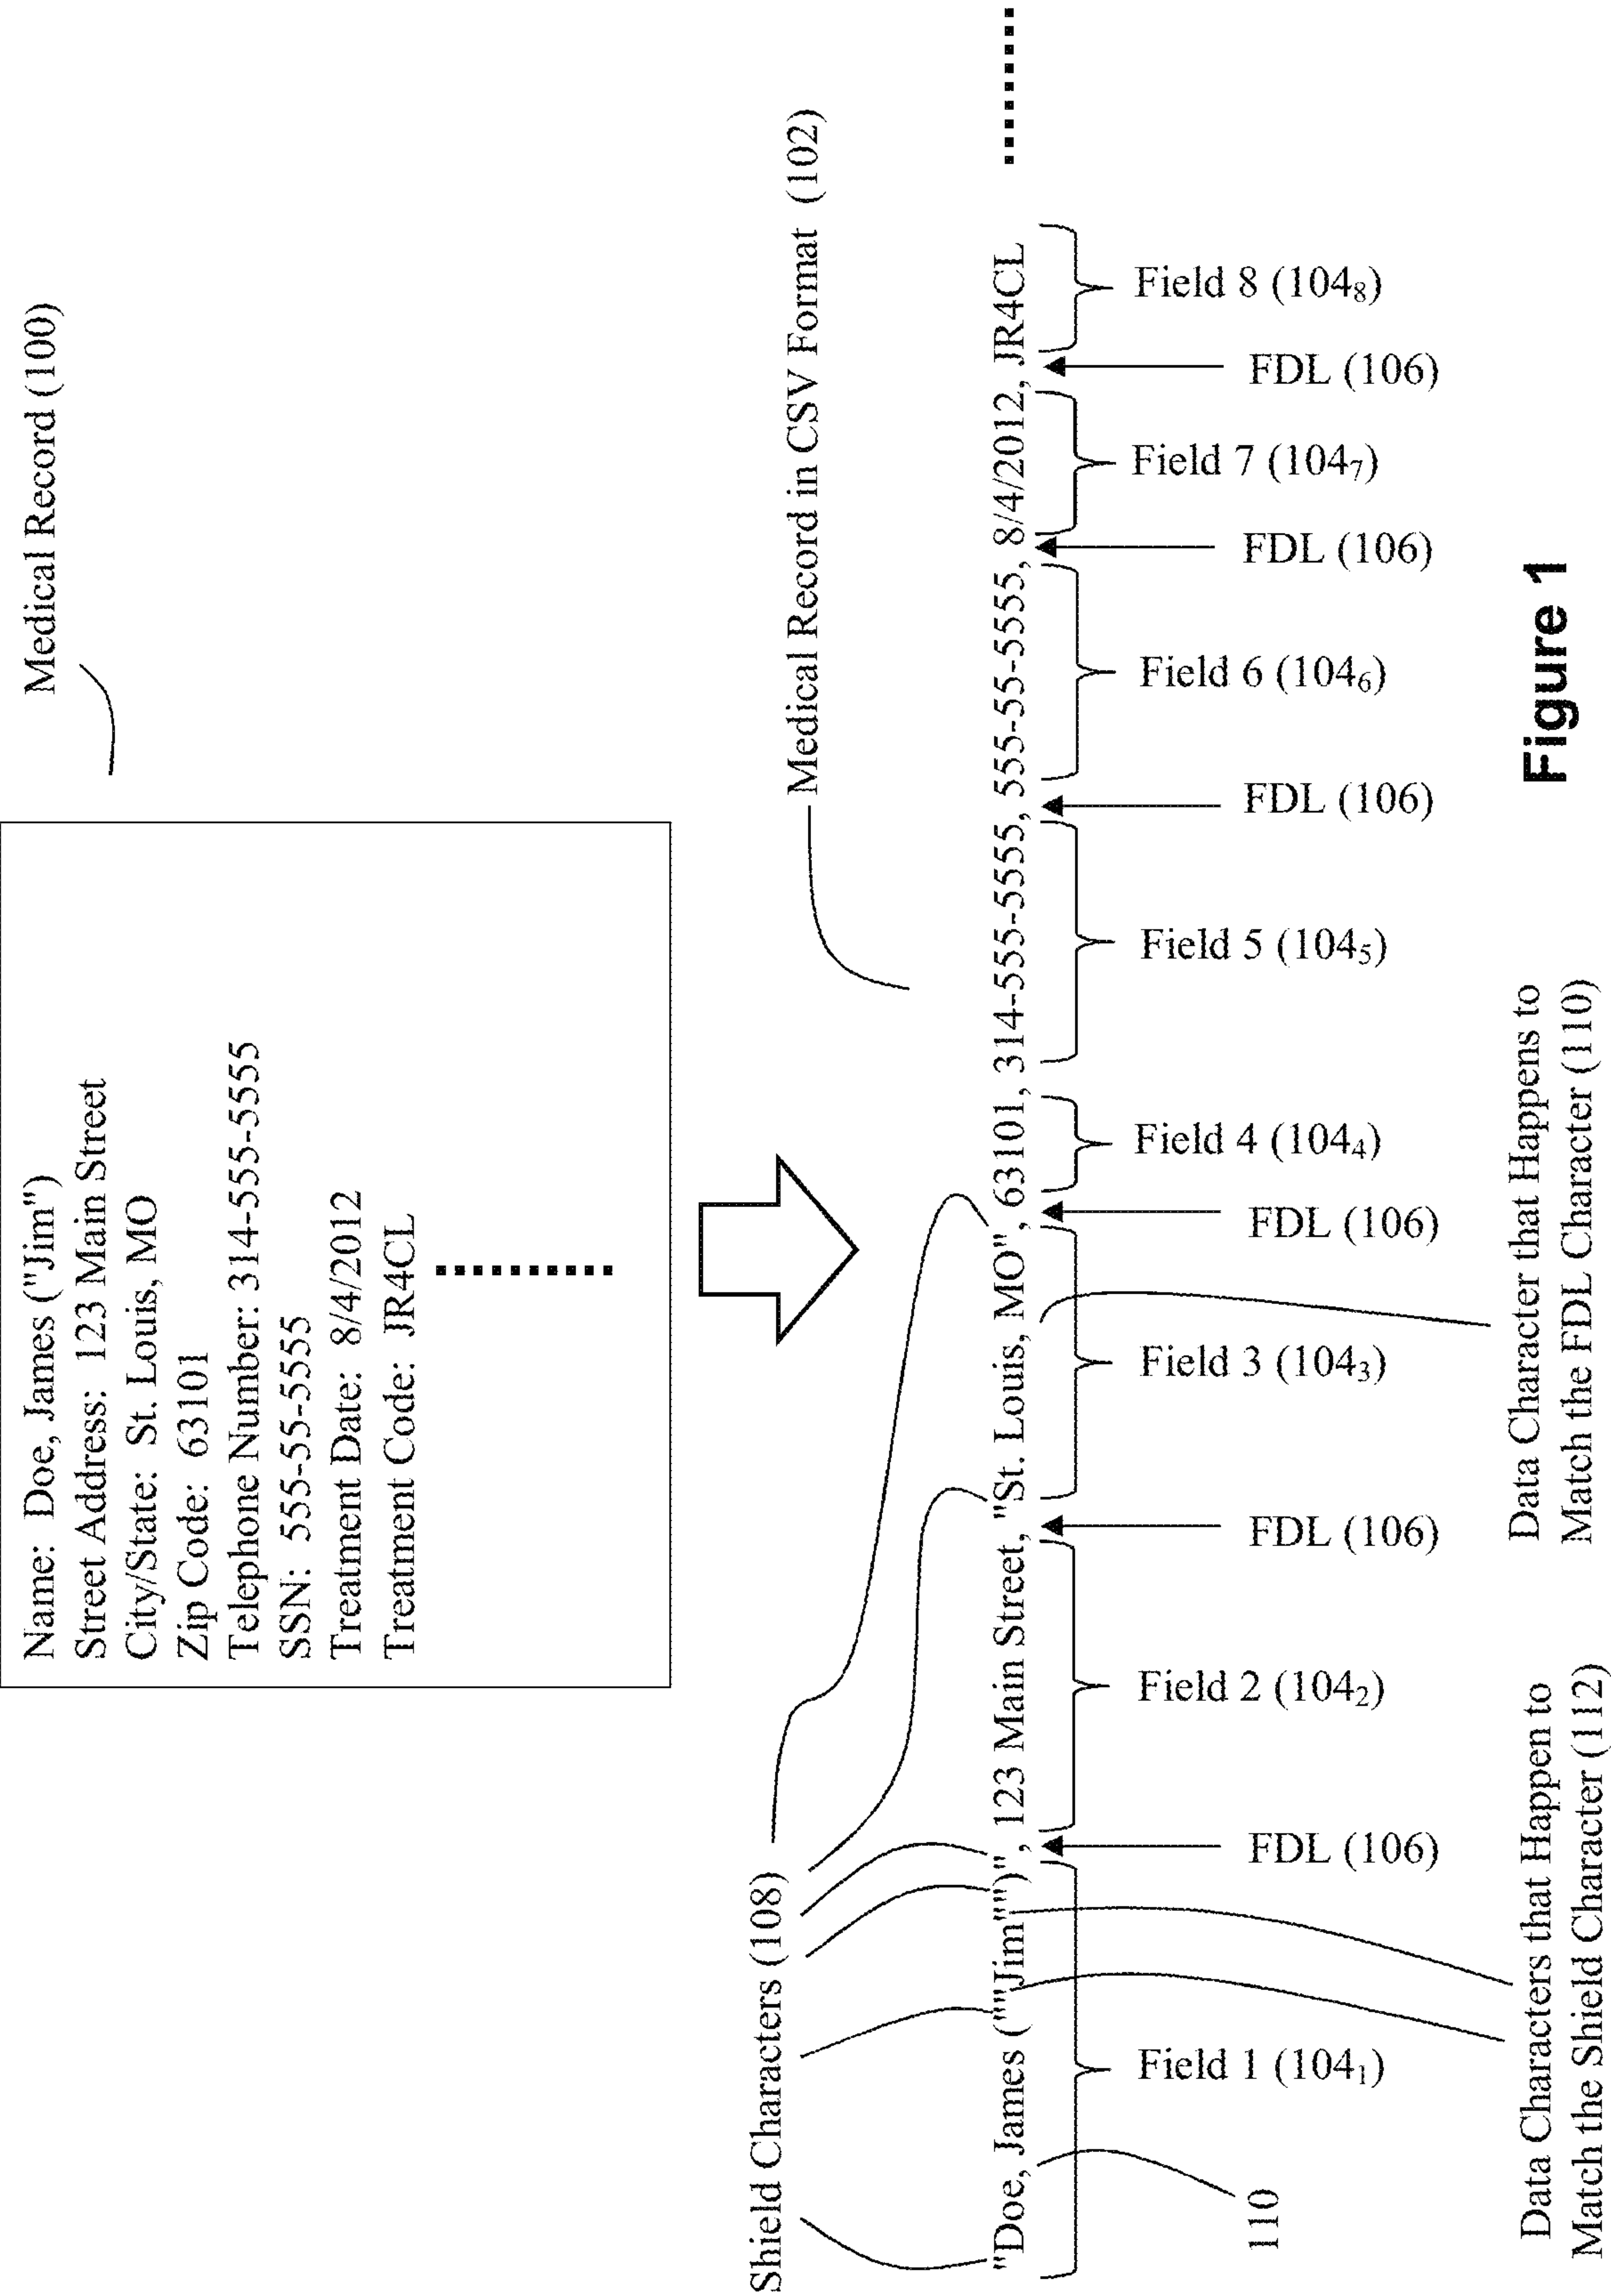 Medical Record (100)
Name: Doe, James ("Jim")
Street Address: 123 Main Street
City/State: St. Louis, MO
Zip Code: 63101
Telephone Number: 314-555-5555
SSN: 555-55-5555
Treatment Date: 8/4/2012
Treatment Code: JR4CL
Shield Characters (108)
Medical Record in CSV Format (102)
"Doe, James (""Jim"")", 123 Main Street, "St. Louis, MO", 63101, 314-555-5555, 555-55-5555, 8/4/2012, JR4CL
Field 1 (104₁)
Field 2 (104₂)
Field 3 (104₃)
Field 4 (104₄)
Field 5 (104₅)
Field 6 (104₆)
Field 7 (104₇)
Field 8 (104₈)
110
FDL (106)
FDL (106)
FDL (106)
FDL (106)
FDL (106)
FDL (106)
Data Characters that Happen to
Match the Shield Character (112)
Data Character that Happens to
Match the FDL Character (110)
Figure 1